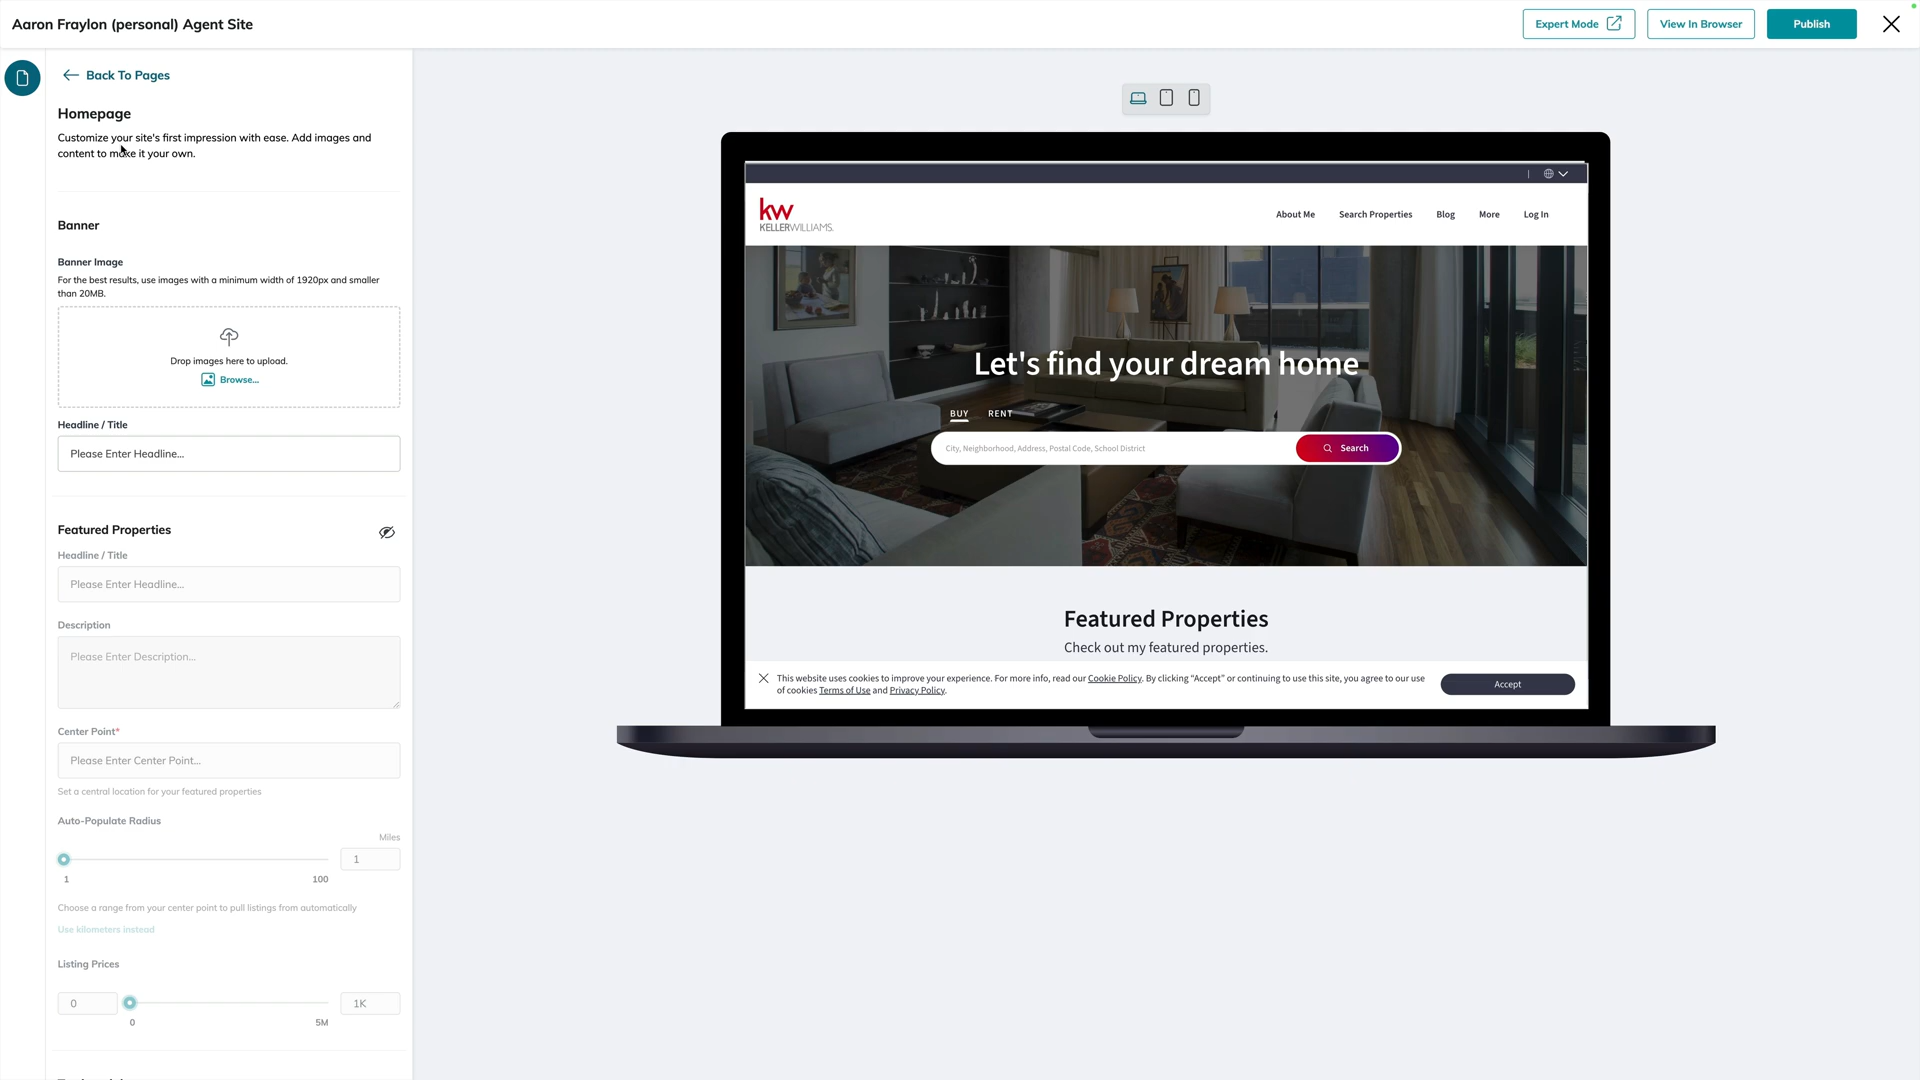 Aaron Fraylon (personal) Agent Site
Expert Mode
View In Browser
Publish
Back To Pages
Homepage
Customize your site's first impression with ease. Add images and
content to make it your own.
Banner
Banner Image
For the best results, use images with a minimum width of 1920px and smaller
than 20MB.
Drop images here to upload.
Browse...
Headline / Title
Please Enter Headline...
Featured Properties
Headline / Title
Please Enter Headline...
Description
Please Enter Description...
Center Point*
Please Enter Center Point...
Set a central location for your featured properties
Auto-Populate Radius
Miles
1
1 100
Choose a range from your center point to pull listings from automatically
Use kilometers instead
Listing Prices
0 1K
0 5M
kw
KELLERWILLIAMS.
About Me Search Properties Blog More Log In
Let's find your dream home
BUY RENT
City, Neighborhood, Address, Postal Code, School District
Search
Featured Properties
Check out my featured properties.
This website uses cookies to improve your experience. For more info, read our Cookie Policy. By clicking “Accept” or continuing to use this site, you agree to our use
of cookies Terms of Use and Privacy Policy.
Accept